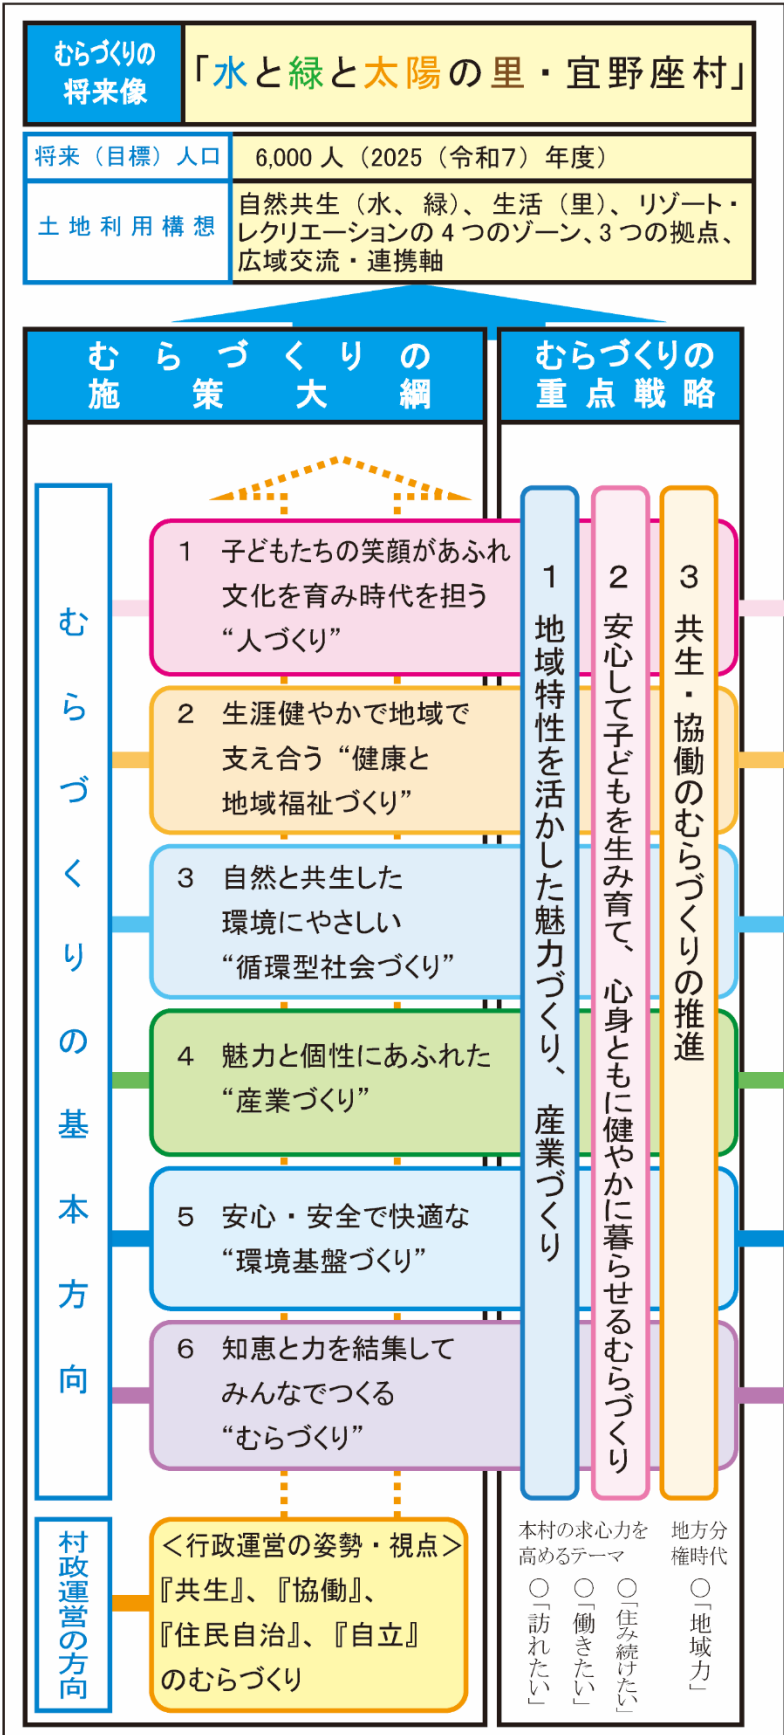 むらづくりの
将来像
「水と緑と太陽の里・宜野座村」
将来（目標）人口
6,000 人（2025（令和7）年度）
土地利用構想
自然共生（水、緑）、生活（里）、リゾート・
レクリエーションの4つのゾーン、3つの拠点、
広域交流・連携軸
むらづくりの
施策大綱
むらづくりの
重点戦略
むらづくりの基本方向
1 子どもたちの笑顔があふれ
文化を育み時代を担う
“人づくり”
2 生涯健やかで地域で
支え合う “健康と
地域福祉づくり”
3 自然と共生した
環境にやさしい
“循環型社会づくり”
4 魅力と個性にあふれた
“産業づくり”
5 安心・安全で快適な
“環境基盤づくり”
6 知恵と力を結集して
みんなでつくる
“むらづくり”
1 地域特性を活かした魅力づくり、産業づくり
2 安心して子どもを生み育て、心身ともに健やかに暮らせるむらづくり
3 共生・協働のむらづくりの推進
村政運営の方向
＜行政運営の姿勢・視点＞
『共生』、『協働』、
『住民自治』、『自立』
のむらづくり
本村の求心力を
高めるテーマ
○「訪れたい」
○「働きたい」
○「住み続けたい」
地方分
権時代
○「地域力」